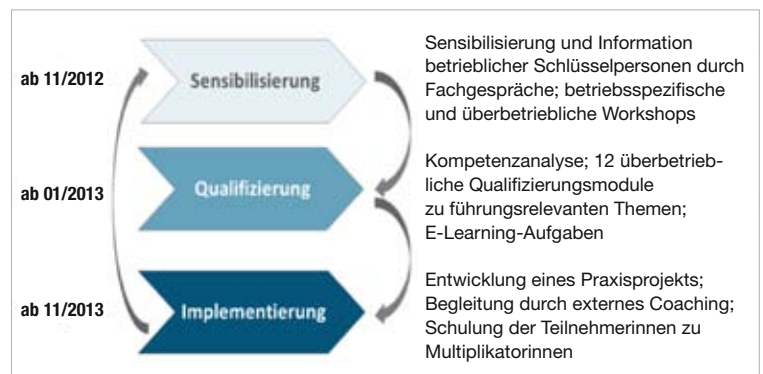 ab 11/2012
Sensibilisierung
Sensibilisierung und Information
betrieblicher Schlüsselpersonen durch
Fachgespräche; betriebsspezifische
und überbetriebliche Workshops
ab 01/2013
Qualifizierung
Kompetenzanalyse; 12 überbetrieb-
liche Qualifizierungsmodule
zu führungsrelevanten Themen;
E-Learning-Aufgaben
ab 11/2013
Implementierung
Entwicklung eines Praxisprojekts;
Begleitung durch externes Coaching;
Schulung der Teilnehmerinnen zu
Multiplikatorinnen